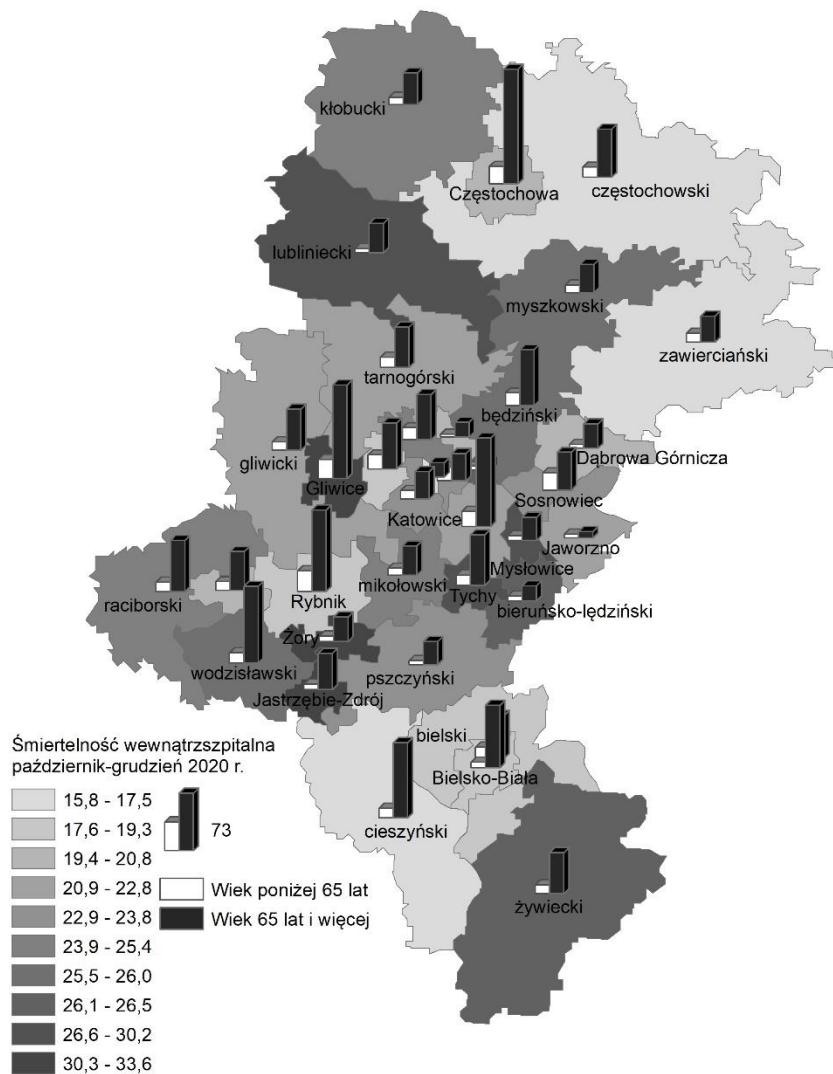 kłobucki
Częstochowa
częstochowski
lubliniecki
myszkowski
zawierciański
tarnogórski
będziński
gliwicki
Dąbrowa Górnicza
Gliwice
Sosnowiec
Katowice
Jaworzno
Mysłowice
mikołowski
Tychy
raciborski
Rybnik
bieruńsko-lędziński
Żory
wodzisławski
pszczyński
Jastrzębie-Zdrój
bielski
Bielsko-Biała
cieszyński
żywiecki
Śmiertelność wewnątrzszpitalna
październik-grudzień 2020 r.
15,8 - 17,5
17,6 - 19,3
19,4 - 20,8
20,9 - 22,8
22,9 - 23,8
23,9 - 25,4
25,5 - 26,0
26,1 - 26,5
26,6 - 30,2
30,3 - 33,6
73
Wiek poniżej 65 lat
Wiek 65 lat i więcej